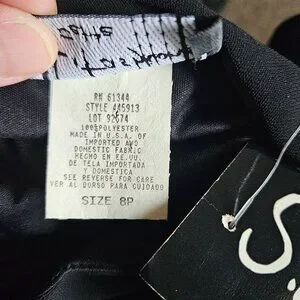 RN 61344
STYLE 445913
LOT 92674
100%POLYESTER
MADE IN U.S.A. OF
IMPORTED AND
DOMESTIC FABRIC
HECHO EN EE.UU.
DE TELA IMPORTADA
Y DOMESTICA
SEE REVERSE FOR CARE
VER AL DORSO PARA CUIDADO
SIZE 8P